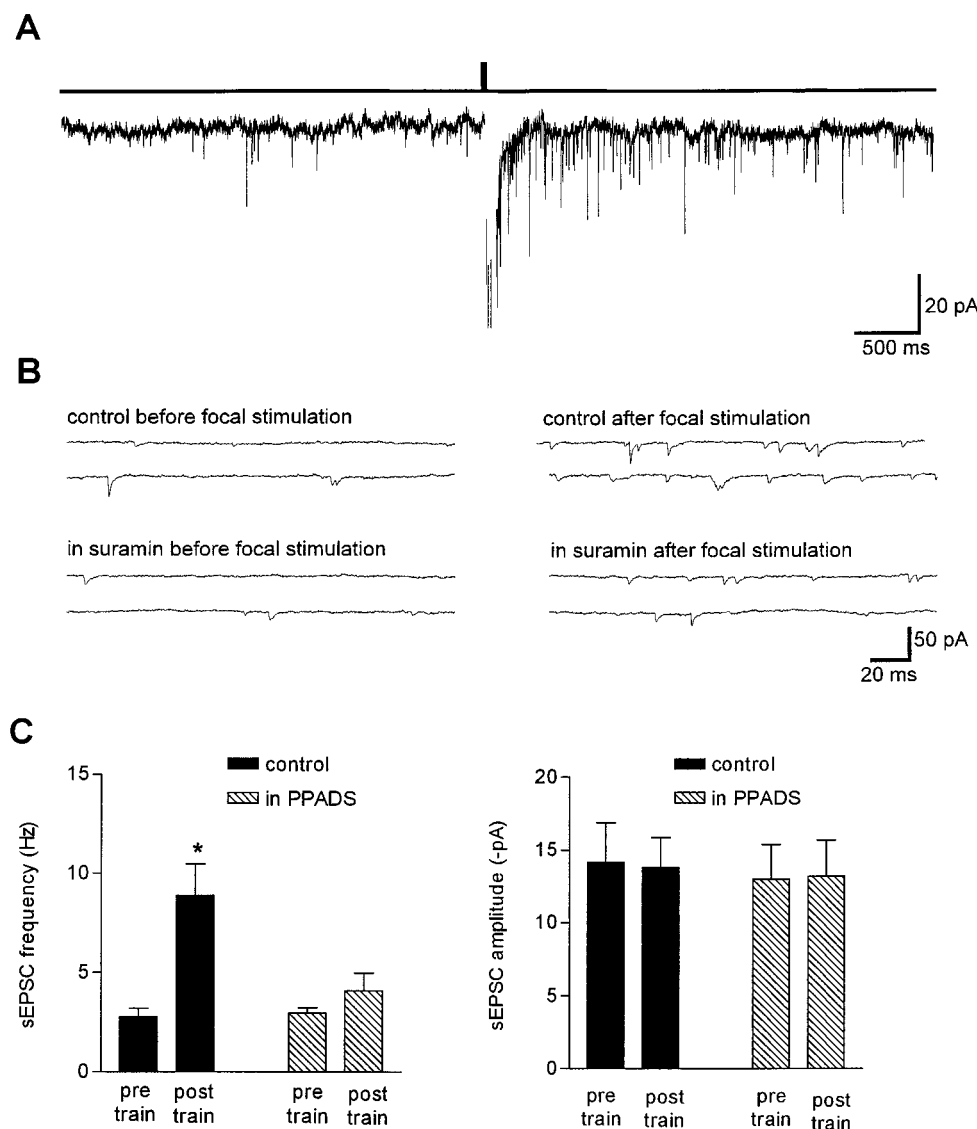 A
20 pA
500 ms
B
control before focal stimulation
control after focal stimulation
in suramin before focal stimulation
in suramin after focal stimulation
50 pA
20 ms
C
control
in PPADS
sEPSC frequency (Hz)
15
10
5
0
*
pre train
post train
pre train
post train
control
in PPADS
sEPSC amplitude (-pA)
20
15
10
5
0
pre train
post train
pre train
post train